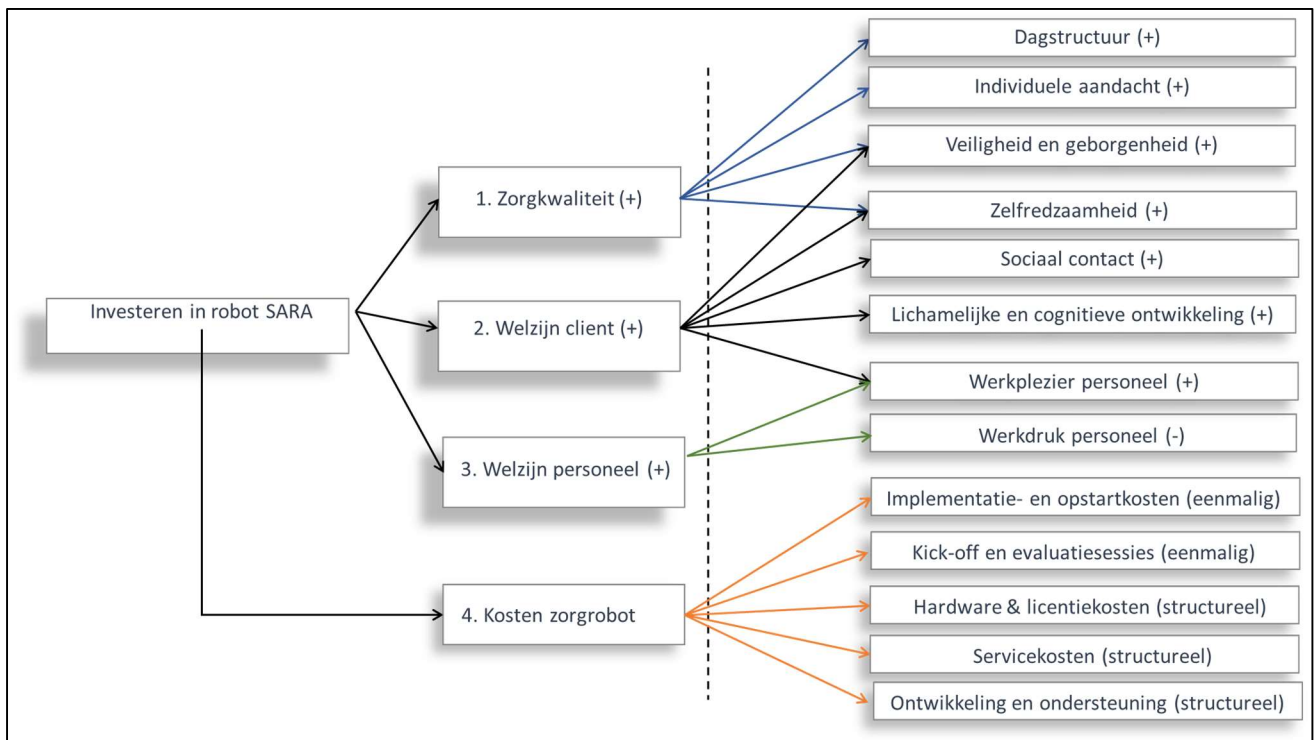 Investeren in robot SARA
1. Zorgkwaliteit (+)
2. Welzijn client (+)
3. Welzijn personeel (+)
4. Kosten zorgrobot
Dagstructuur (+)
Individuele aandacht (+)
Veiligheid en geborgenheid (+)
Zelfredzaamheid (+)
Sociaal contact (+)
Lichamelijke en cognitieve ontwikkeling (+)
Werkplezier personeel (+)
Werkdruk personeel (-)
Implementatie- en opstartkosten (eenmalig)
Kick-off en evaluatiesessies (eenmalig)
Hardware & licentiekosten (structureel)
Servicekosten (structureel)
Ontwikkeling en ondersteuning (structureel)